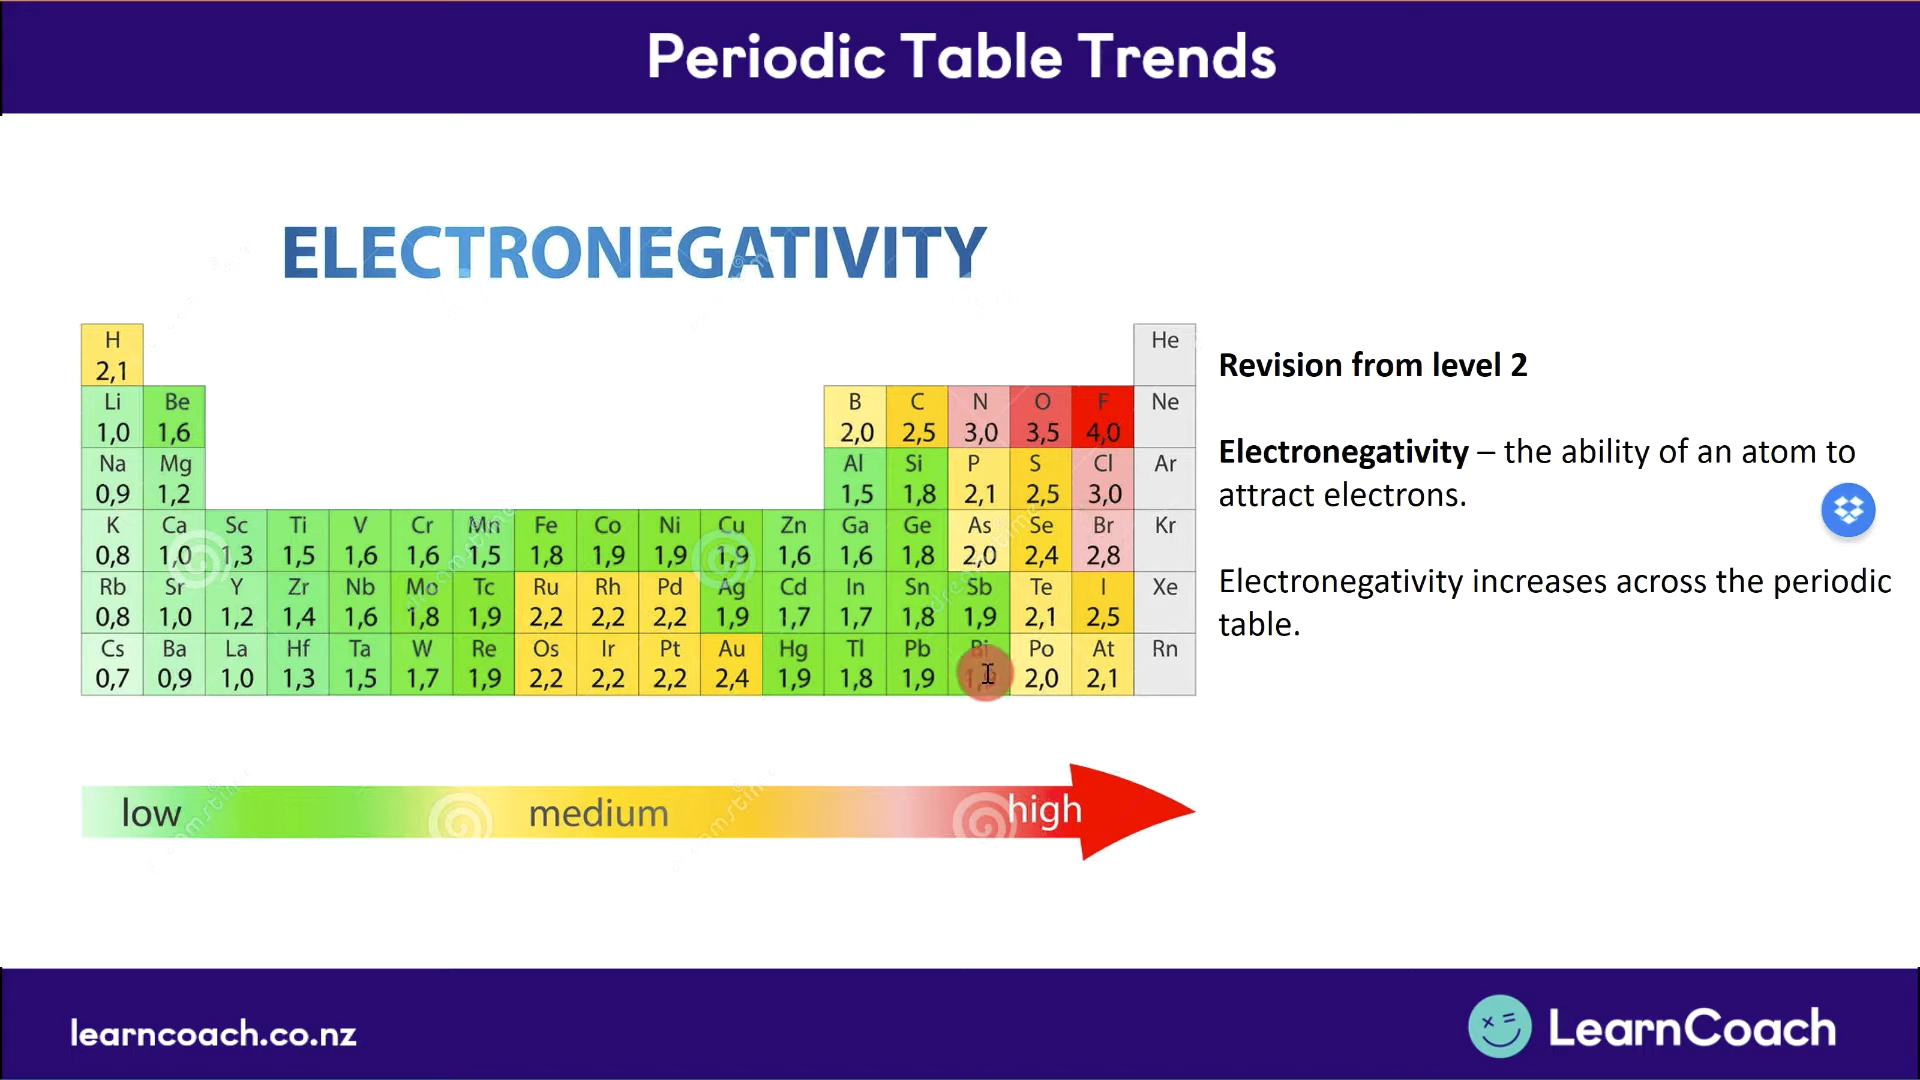 Periodic Table Trends
ELECTRONEGATIVITY
H He
2,1
Li Be B C N O F Ne
1,0 1,6 2,0 2,5 3,0 3,5 4,0
Na Mg Al Si P S Cl Ar
0,9 1,2 1,5 1,8 2,1 2,5 3,0
K Ca Sc Ti V Cr Mn Fe Co Ni Cu Zn Ga Ge As Se Br Kr
0,8 1,0 1,3 1,5 1,6 1,6 1,5 1,8 1,9 1,9 1,9 1,6 1,6 1,8 2,0 2,4 2,8
Rb Sr Y Zr Nb Mo Tc Ru Rh Pd Ag Cd In Sn Sb Te I Xe
0,8 1,0 1,2 1,4 1,6 1,8 1,9 2,2 2,2 2,2 1,9 1,7 1,7 1,8 1,9 2,1 2,5
Cs Ba La Hf Ta W Re Os Ir Pt Au Hg Tl Pb Bi Po At Rn
0,7 0,9 1,0 1,3 1,5 1,7 1,9 2,2 2,2 2,2 2,4 1,9 1,8 1,9 2,0 2,1
low medium high
Revision from level 2
Electronegativity – the ability of an atom to
attract electrons.
Electronegativity increases across the periodic
table.
learncoach.co.nz
LearnCoach